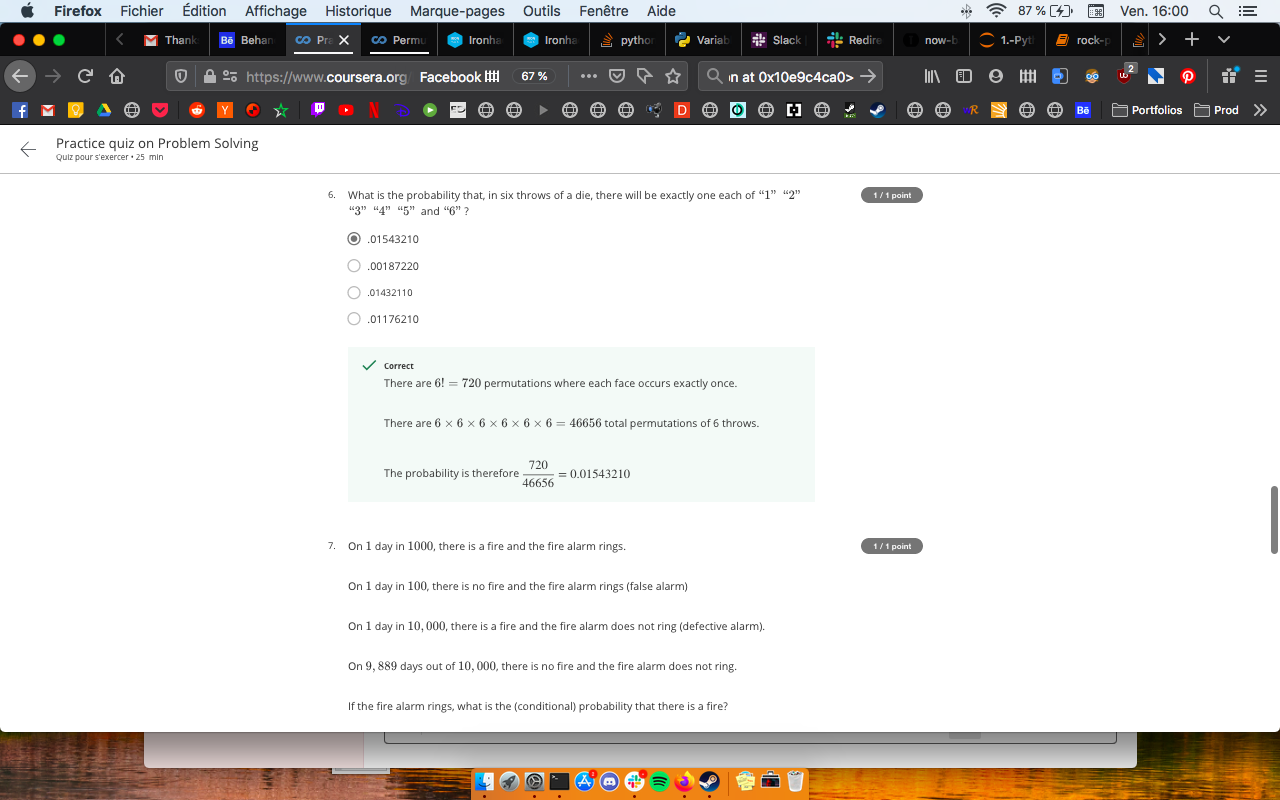 Firefox Fichier Édition Affichage Historique Marque-pages Outils Fenêtre Aide 87 % Ven. 16:00
Thank Behan Pra Permu Ironha Ironha python Variab Slack Redire now-b 1.-Pyt rock-p
https://www.coursera.org Facebook 67 % n at 0x10e9c4ca0> 2
Portfolios Prod
Practice quiz on Problem Solving
Quiz pour s'exercer • 25 min
6. What is the probability that, in six throws of a die, there will be exactly one each of “1” “2”
“3” “4” “5” and “6” ?
1 / 1 point
.01543210
.00187220
.01432110
.01176210
Correct
There are 6! = 720 permutations where each face occurs exactly once.
There are 6 × 6 × 6 × 6 × 6 × 6 = 46656 total permutations of 6 throws.
The probability is therefore 720/46656 = 0.01543210
7. On 1 day in 1000, there is a fire and the fire alarm rings.
1 / 1 point
On 1 day in 100, there is no fire and the fire alarm rings (false alarm)
On 1 day in 10, 000, there is a fire and the fire alarm does not ring (defective alarm).
On 9, 889 days out of 10, 000, there is no fire and the fire alarm does not ring.
If the fire alarm rings, what is the (conditional) probability that there is a fire?